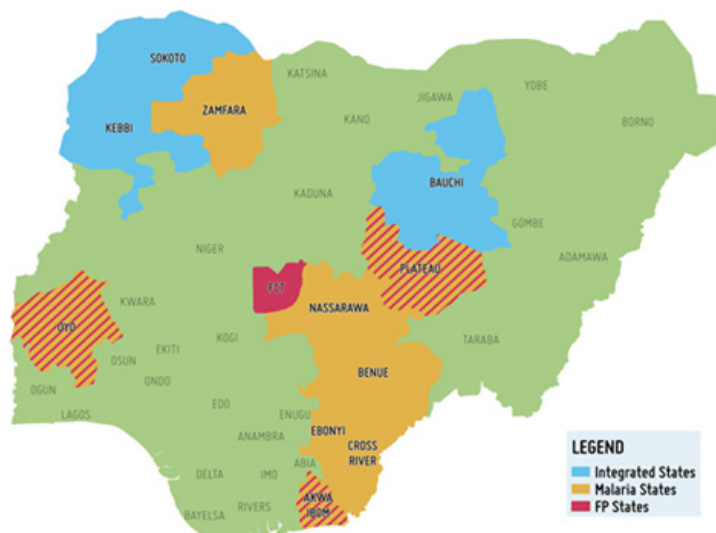 SOKOTO
KATSINA
JIGAWA
YOBE
ZAMFARA
KANO
BORNO
KEBBI
BAUCHI
KADUNA
GOMBE
NIGER
ADAMAWA
PLATEAU
FCT
KWARA
NASSARAWA
OYO
KOGI
TARABA
EKITI
OSUN
BENUE
ONDO
OGUN
EDO
LAGOS
ENUGU
EBONYI
ANAMBRA
CROSS
RIVER
ABIA
DELTA
IMO
AKWA
IBOM
RIVERS
BAYELSA
LEGEND
Integrated States
Malaria States
FP States